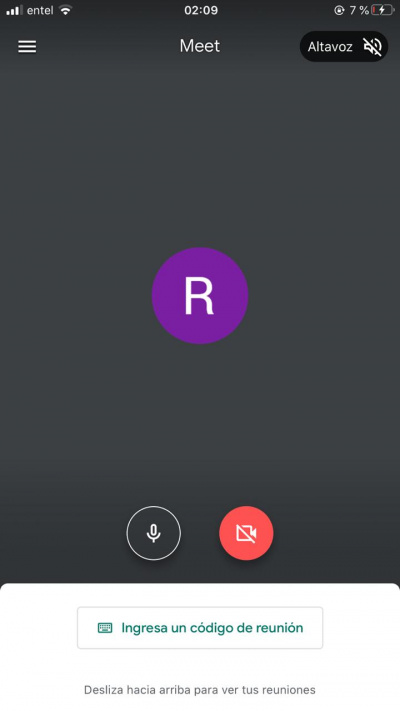 entel 02:09 7 %
Meet
Altavoz
R
Ingresa un código de reunión
Desliza hacia arriba para ver tus reuniones